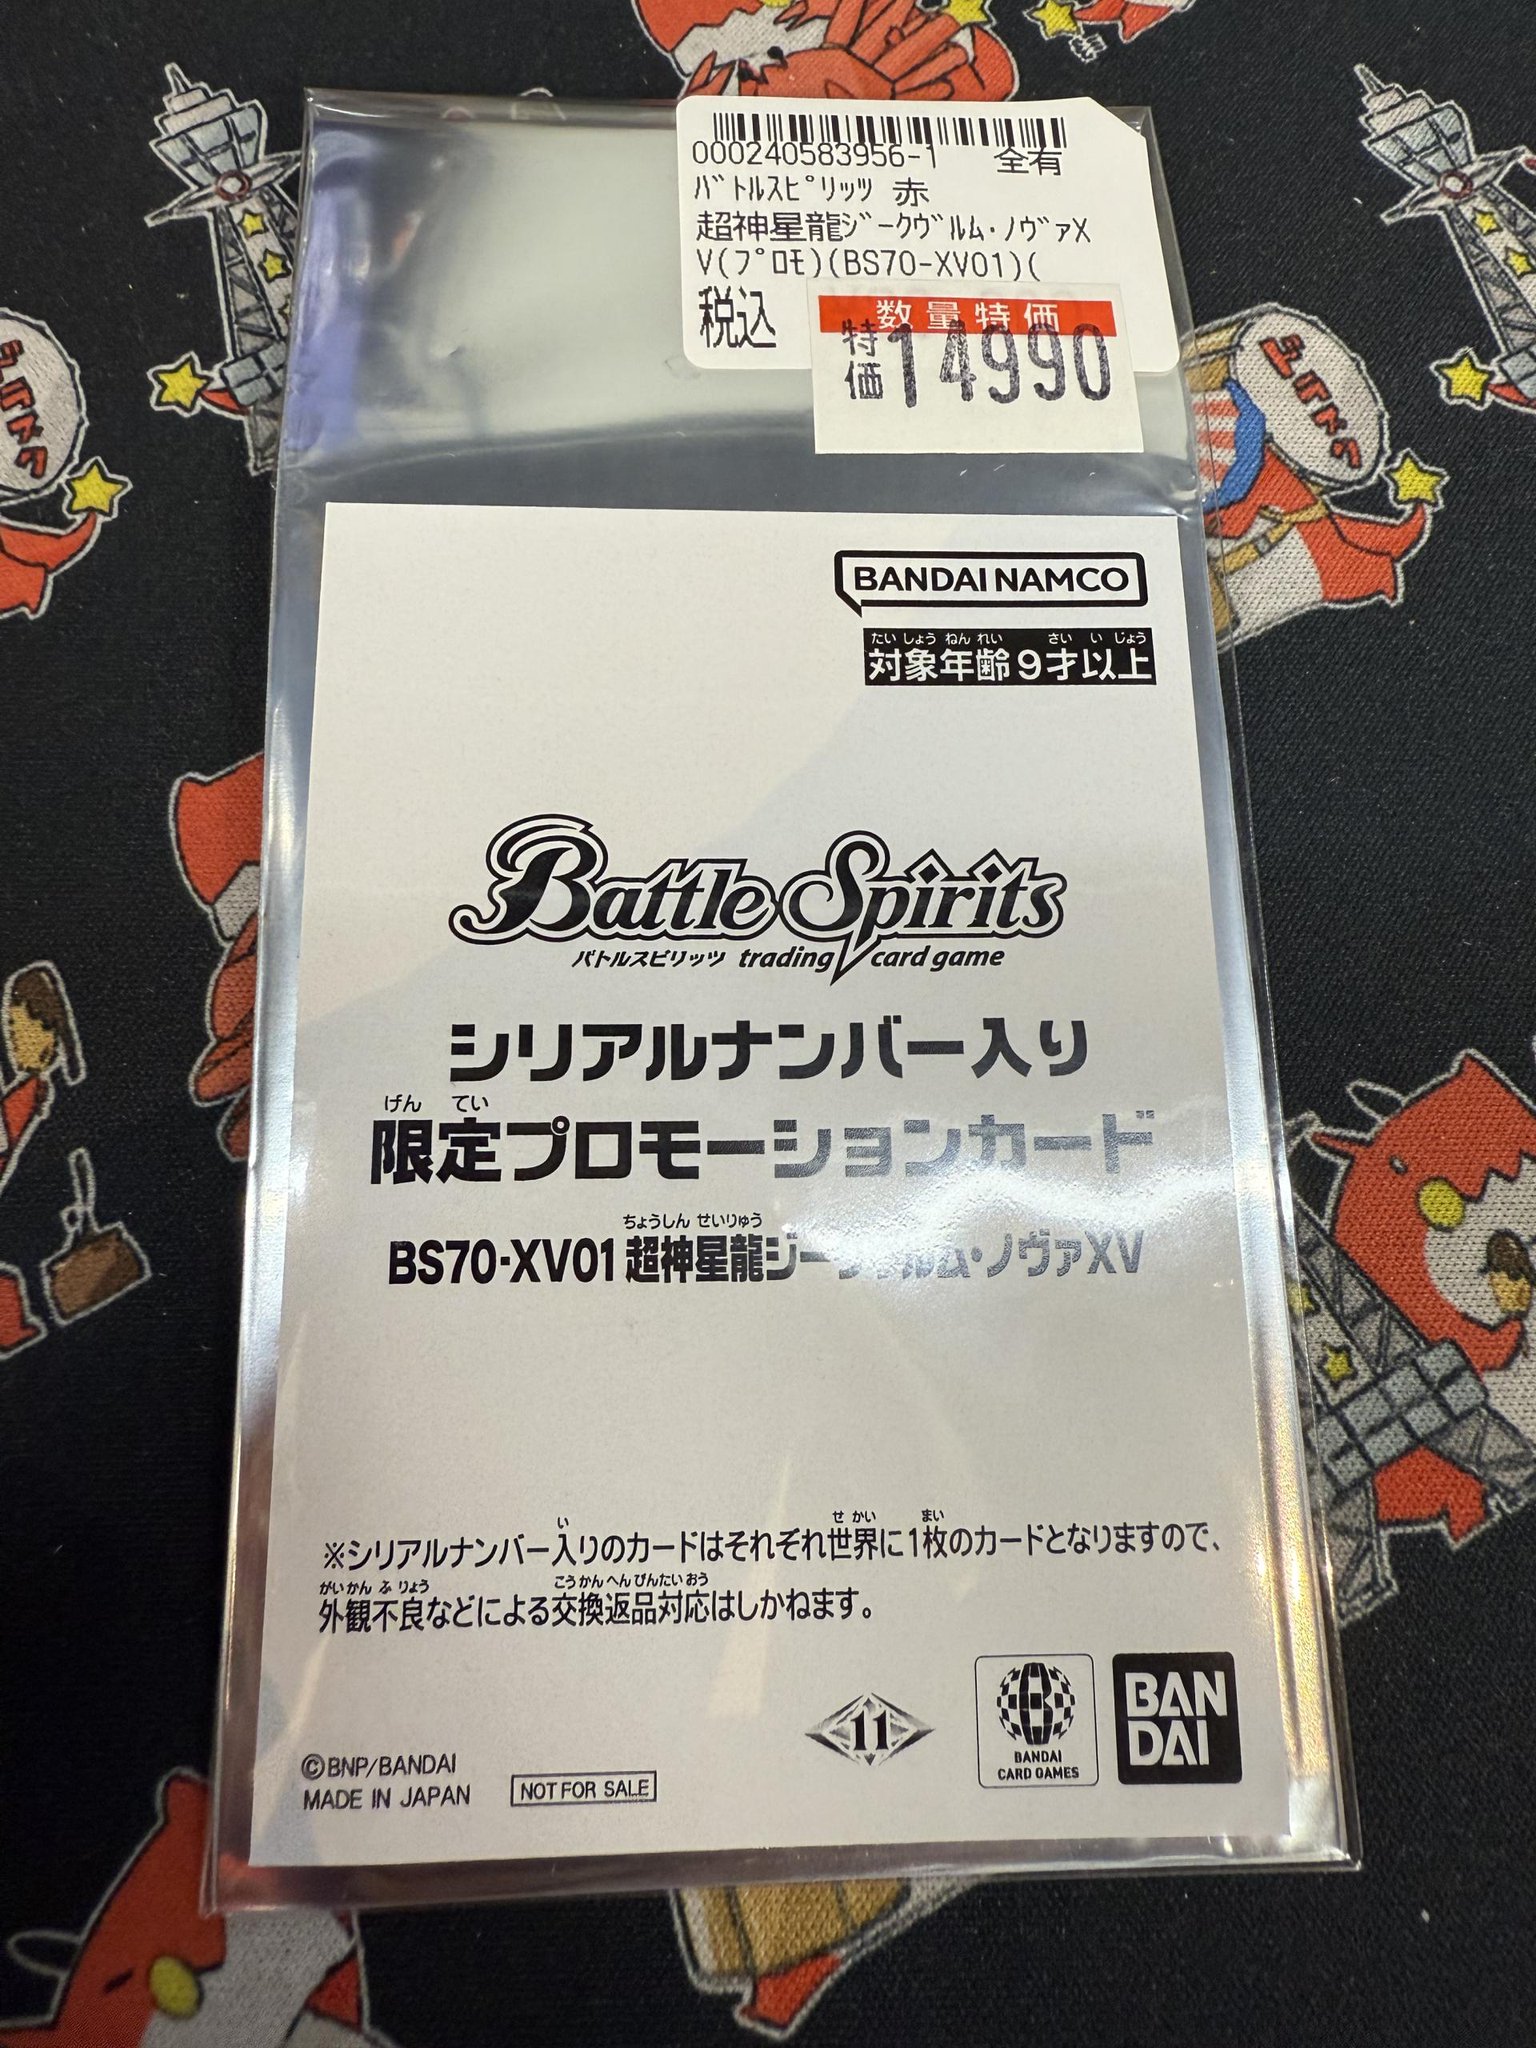 000240583956-1 全有
ﾊﾞﾄﾙｽﾋﾟﾘｯﾂ 赤
超神星龍ｼﾞｰｸｳﾞﾙﾑ･ﾉｳﾞｧX
V(ﾌﾟﾛﾓ)(BS70-XV01)(
税込
数量特価
特価 14990
BANDAI NAMCO
たいしょうねんれい さい いじょう
対象年齢9才以上
Battle Spirits
バトルスピリッツ trading card game
シリアルナンバー入り
げん てい
限定プロモーションカード
ちょうしん せいりゅう
BS70-XV01 超神星龍ジークヴルム・ノヴァXV
い せかい まい
※シリアルナンバー入りのカードはそれぞれ世界に1枚のカードとなりますので、
がいかん ふりょう こうかんへんぴんたいおう
外観不良などによる交換返品対応はしかねます。
11
BANDAI
CARD GAMES
BAN
DAI
©BNP/BANDAI
MADE IN JAPAN
NOT FOR SALE